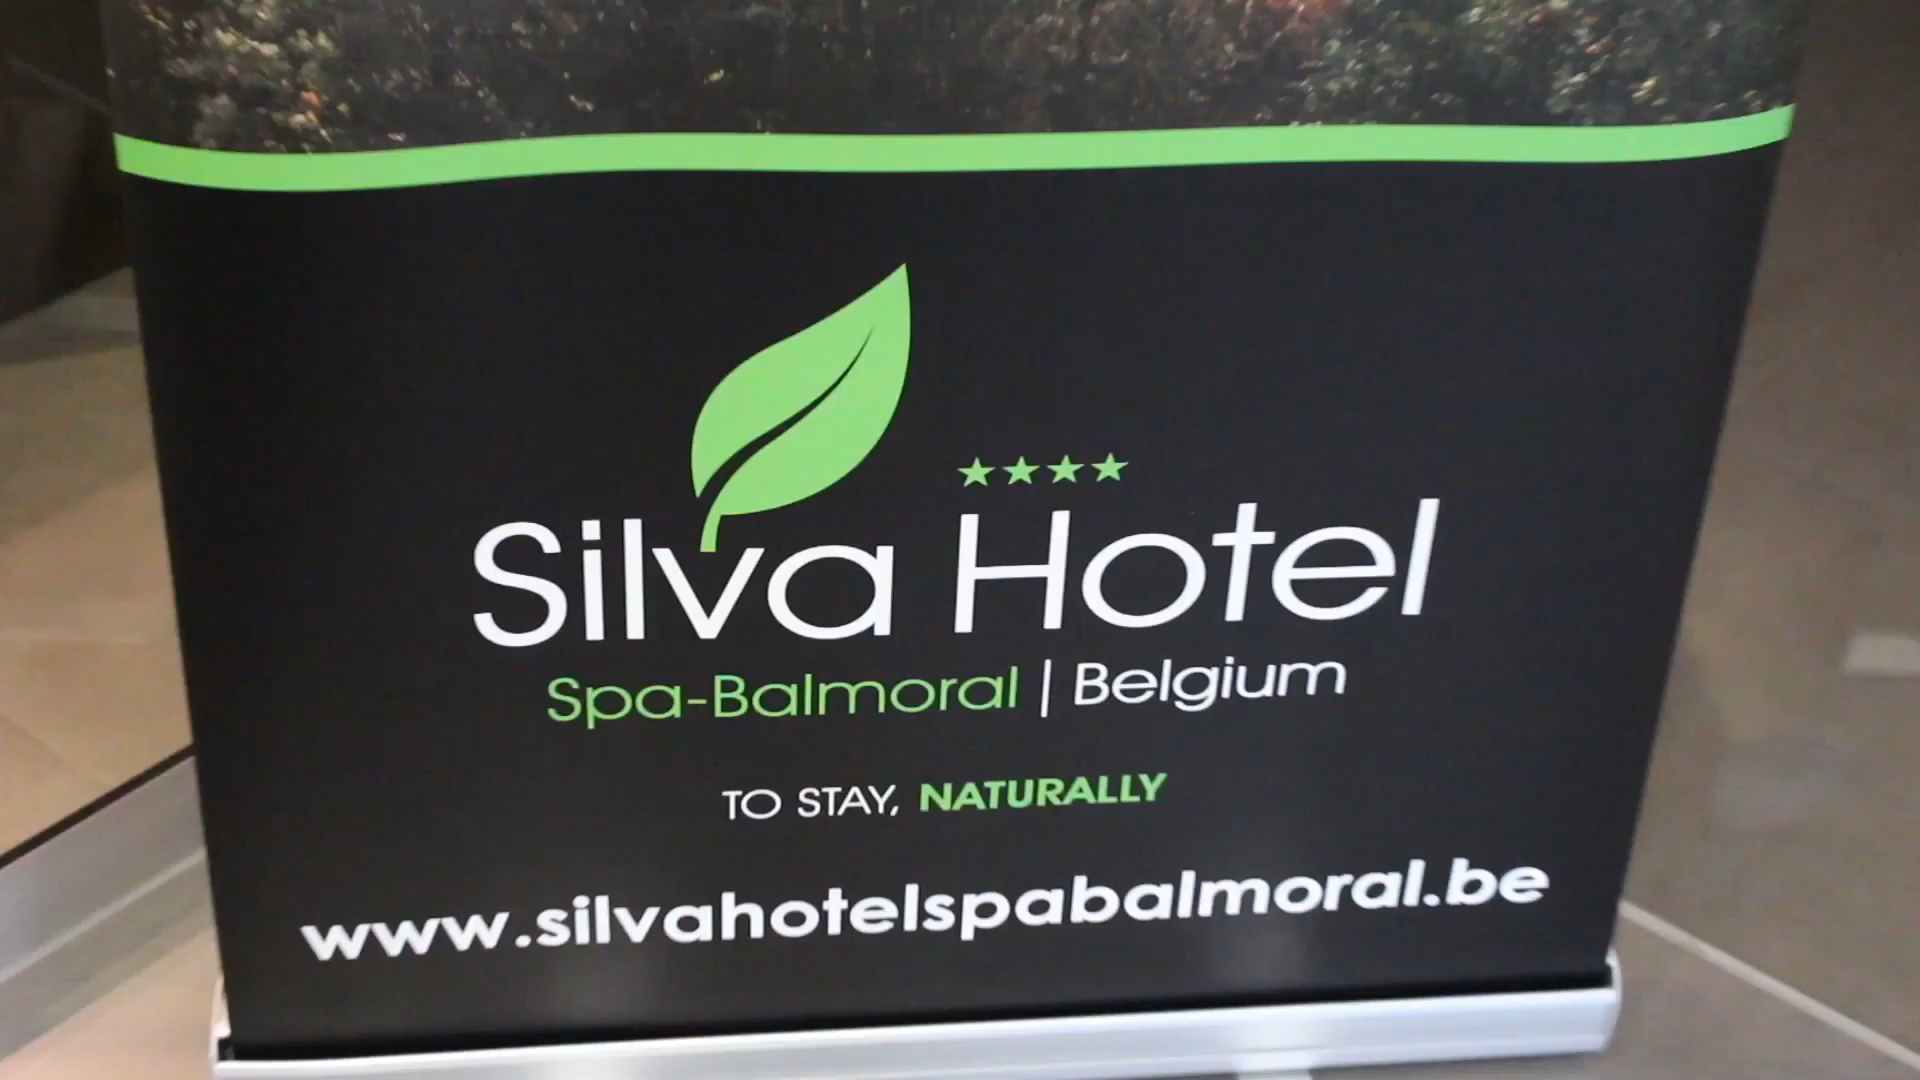 ★★★★
Silva Hotel
Spa-Balmoral | Belgium
TO STAY, NATURALLY
www.silvahotelspabalmoral.be